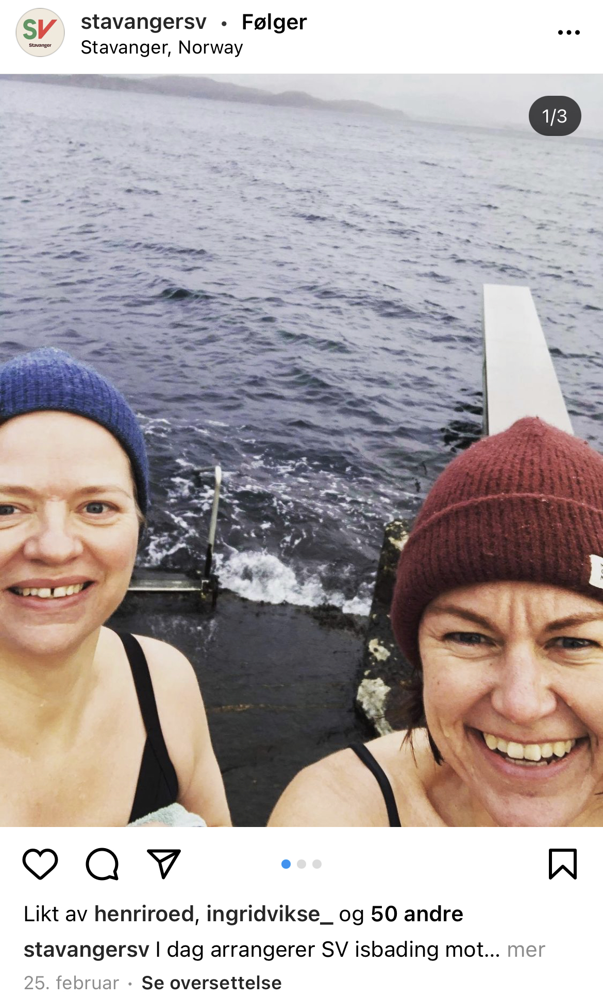 SV
Stavanger
stavangersv • Følger
Stavanger, Norway
1/3
Likt av henriroed, ingridvikse_ og 50 andre
stavangersv I dag arrangerer SV isbading mot... mer
25. februar • Se oversettelse